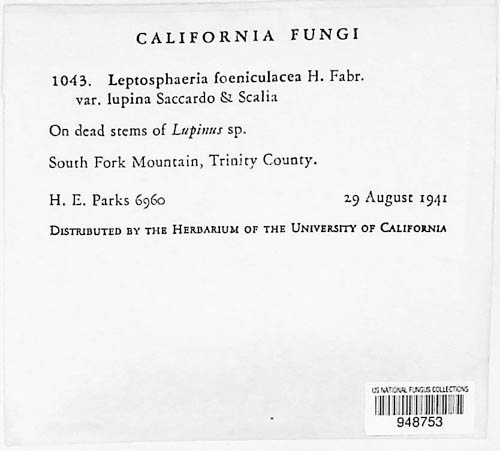 CALIFORNIA FUNGI
1043. Leptosphaeria foeniculacea H. Fabr.
var. lupina Saccardo & Scalia
On dead stems of Lupinus sp.
South Fork Mountain, Trinity County.
H. E. Parks 6960 29 August 1941
DISTRIBUTED BY THE HERBARIUM OF THE UNIVERSITY OF CALIFORNIA
US NATIONAL FUNGUS COLLECTIONS
948753